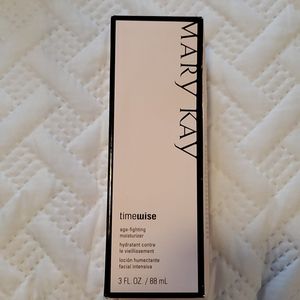 MARY KAY
timewise
age-fighting
moisturizer
hydratant contre
le vieillissement
loción humectante
facial intensiva
3 FL. OZ. / 88 mL